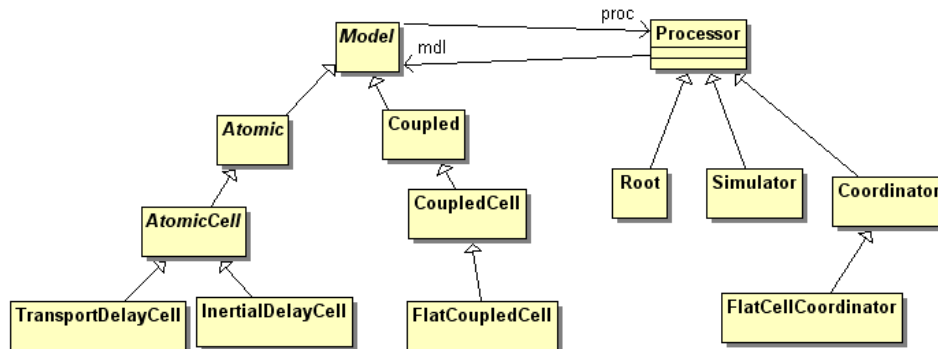 proc
Model
Processor
mdl
Atomic
Coupled
Root
Simulator
Coordinator
AtomicCell
CoupledCell
TransportDelayCell
InertialDelayCell
FlatCoupledCell
FlatCellCoordinator